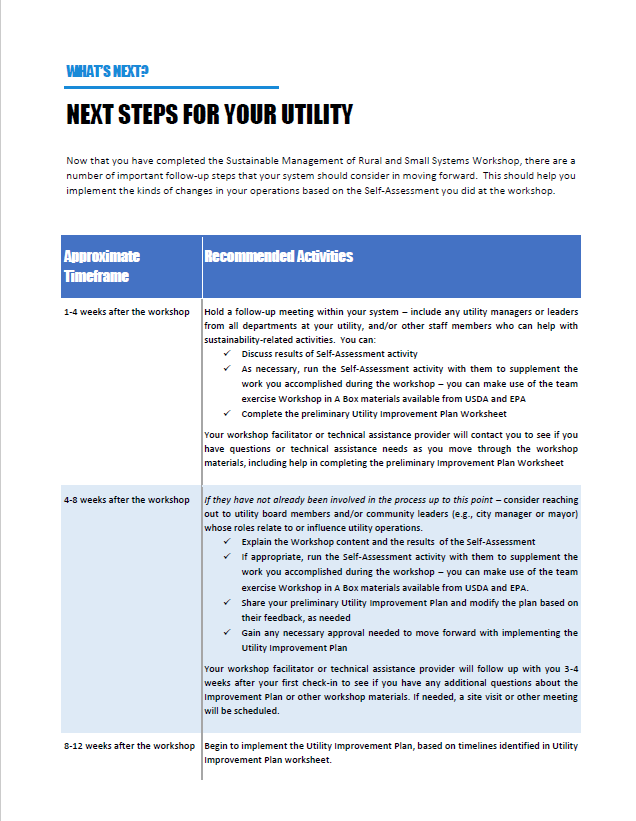 WHAT'S NEXT?
NEXT STEPS FOR YOUR UTILITY
Now that you have completed the Sustainable Management of Rural and Small Systems Workshop, there are a
number of important follow-up steps that your system should consider in moving forward. This should help you
implement the kinds of changes in your operations based on the Self-Assessment you did at the workshop.
Approximate
Timeframe
Recommended Activities
1-4 weeks after the workshop
Hold a follow-up meeting within your system – include any utility managers or leaders
from all departments at your utility, and/or other staff members who can help with
sustainability-related activities. You can:
✓ Discuss results of Self-Assessment activity
✓ As necessary, run the Self-Assessment activity with them to supplement the
work you accomplished during the workshop – you can make use of the team
exercise Workshop in A Box materials available from USDA and EPA
✓ Complete the preliminary Utility Improvement Plan Worksheet
Your workshop facilitator or technical assistance provider will contact you to see if you
have questions or technical assistance needs as you move through the workshop
materials, including help in completing the preliminary Improvement Plan Worksheet
4-8 weeks after the workshop
If they have not already been involved in the process up to this point – consider reaching
out to utility board members and/or community leaders (e.g., city manager or mayor)
whose roles relate to or influence utility operations.
✓ Explain the Workshop content and the results of the Self-Assessment
✓ If appropriate, run the Self-Assessment activity with them to supplement the
work you accomplished during the workshop – you can make use of the team
exercise Workshop in A Box materials available from USDA and EPA.
✓ Share your preliminary Utility Improvement Plan and modify the plan based on
their feedback, as needed
✓ Gain any necessary approval needed to move forward with implementing the
Utility Improvement Plan
Your workshop facilitator or technical assistance provider will follow up with you 3-4
weeks after your first check-in to see if you have any additional questions about the
Improvement Plan or other workshop materials. If needed, a site visit or other meeting
will be scheduled.
8-12 weeks after the workshop
Begin to implement the Utility Improvement Plan, based on timelines identified in Utility
Improvement Plan worksheet.